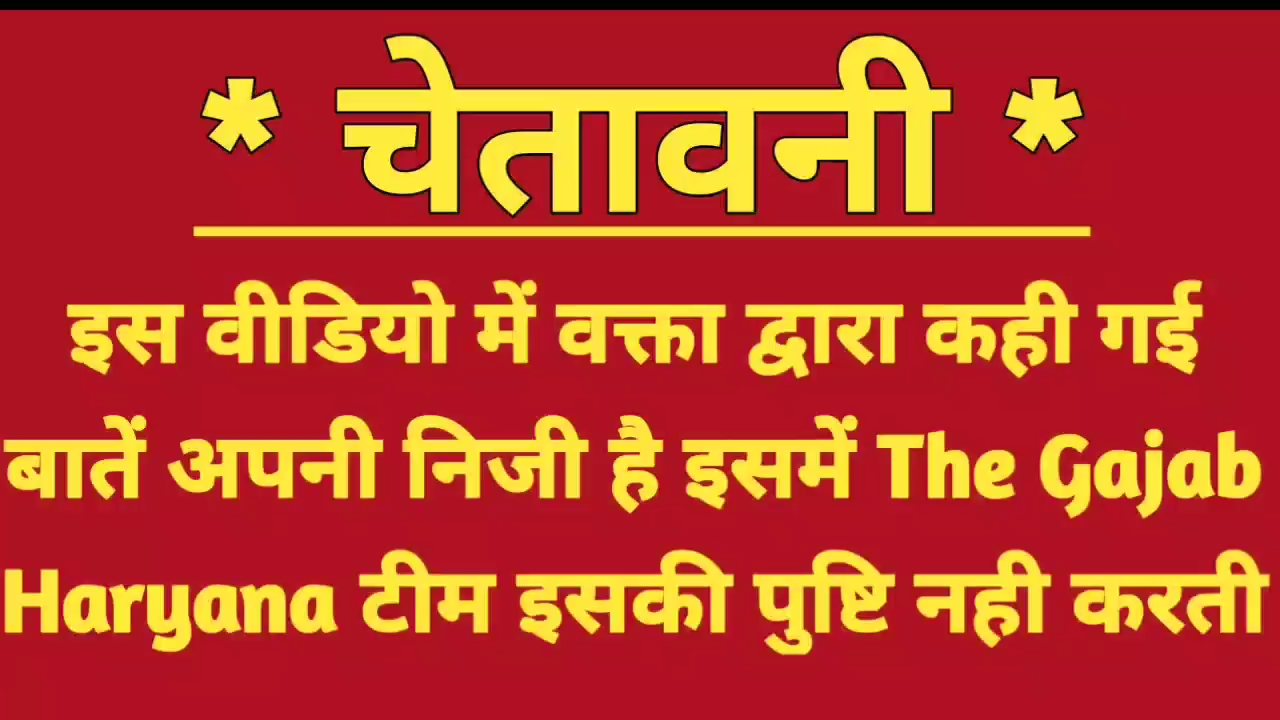 * चेतावनी *
इस वीडियो में वक्ता द्वारा कही गई
बातें अपनी निजी है इसमें The Gajab
Haryana टीम इसकी पुष्टि नही करती